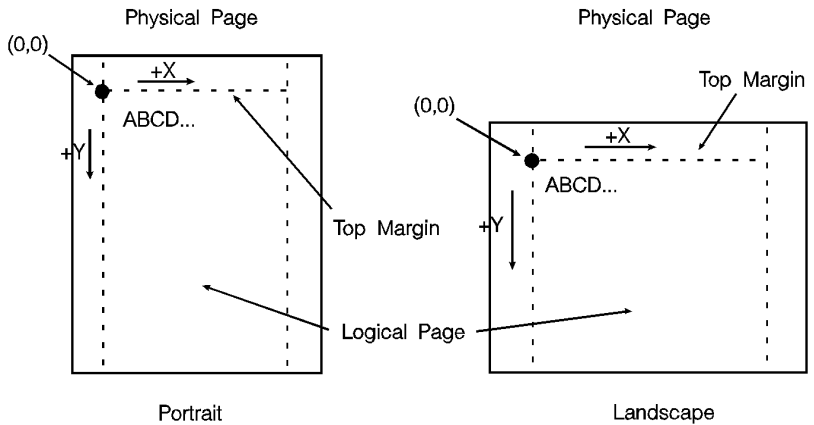 Physical Page
Physical Page
(0,0)
+X
Top Margin
(0,0)
ABCD...
+X
+Y
ABCD...
Top Margin
+Y
Logical Page
Portrait
Landscape